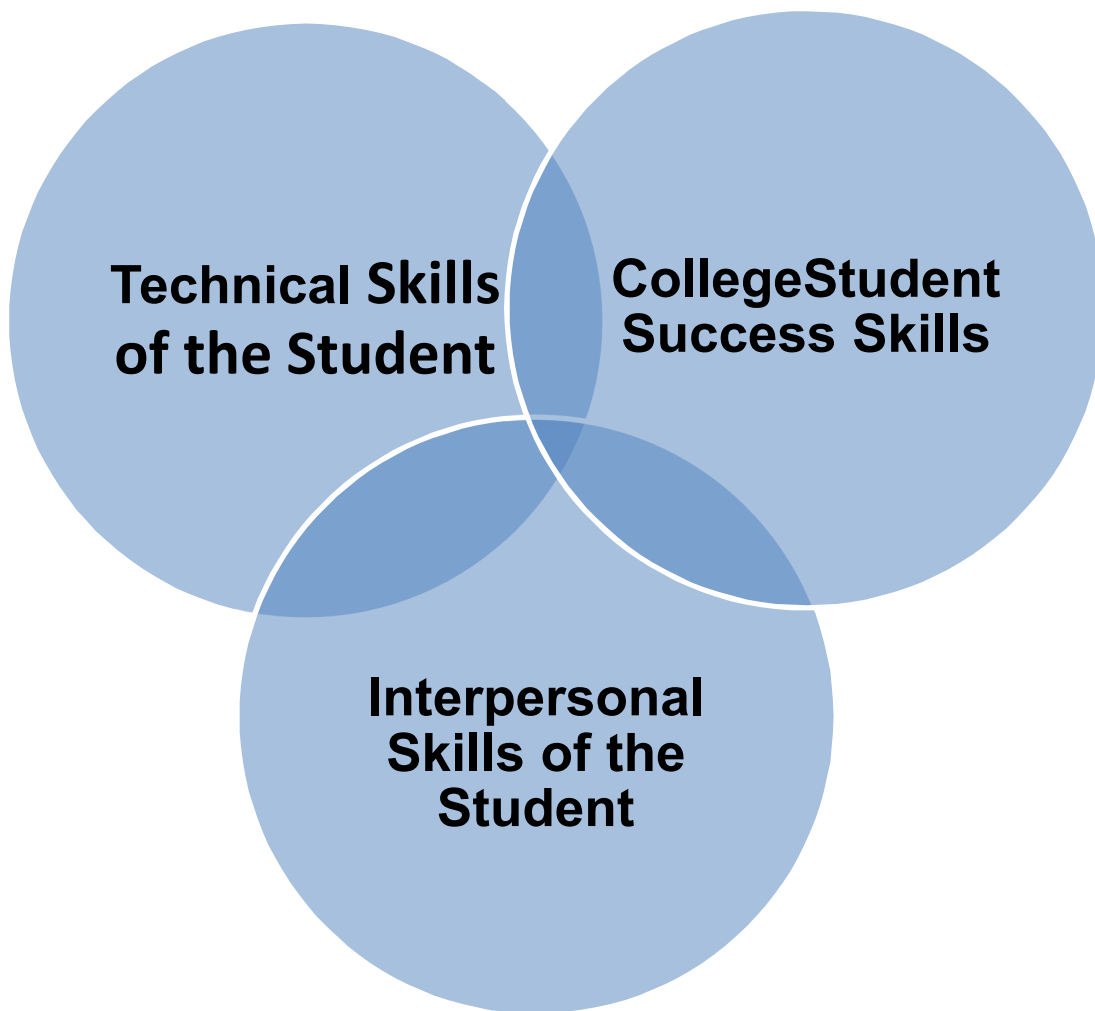 Technical Skills
of the Student
CollegeStudent
Success Skills
Interpersonal
Skills of the
Student